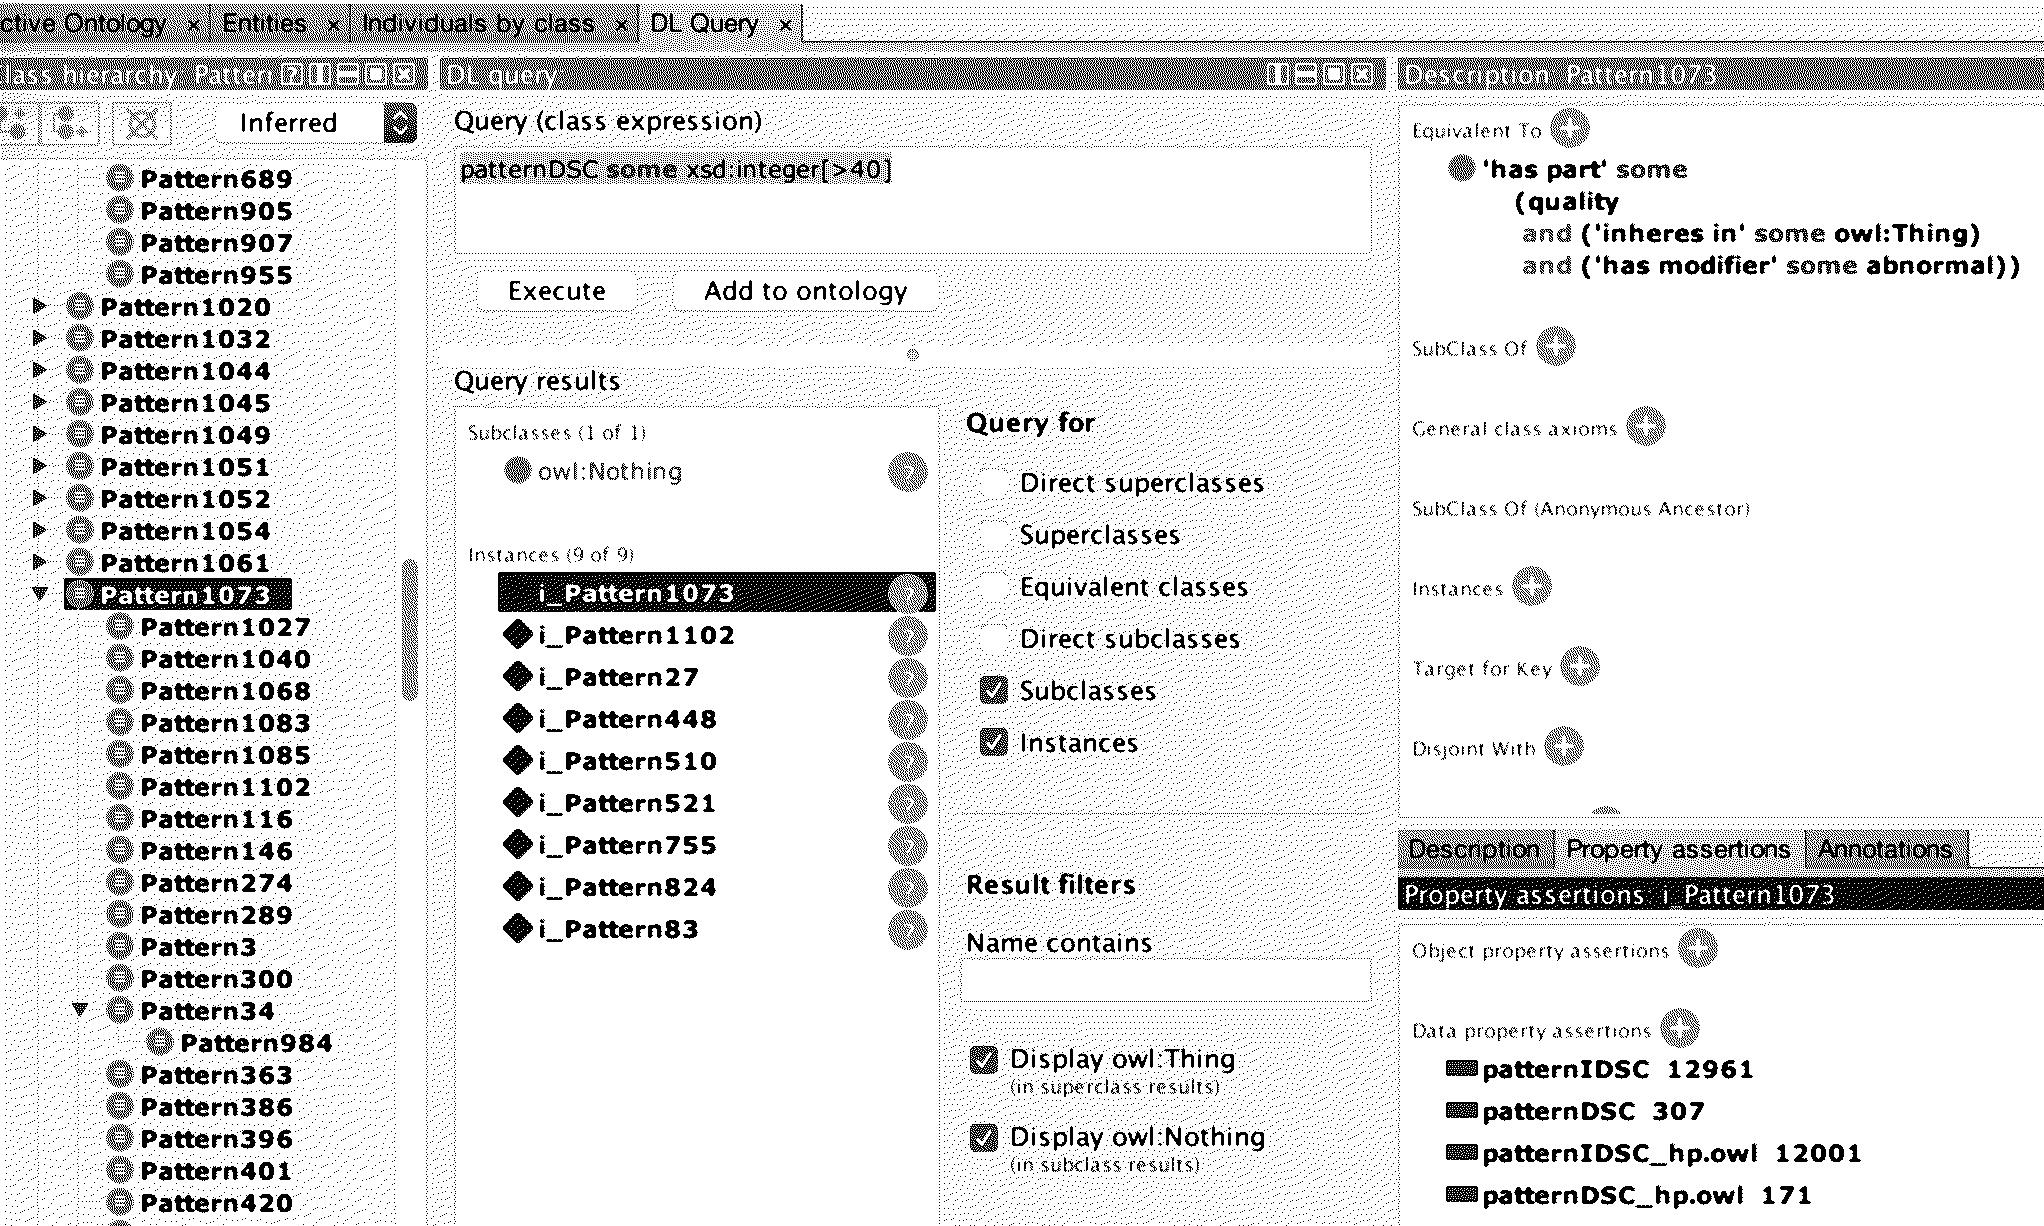 ctive Ontology × Entities × Individuals by class × DL Query ×
lass hierarchy Pattern
Inferred
Pattern689
Pattern905
Pattern907
Pattern955
Pattern1020
Pattern1032
Pattern1044
Pattern1045
Pattern1049
Pattern1051
Pattern1052
Pattern1054
Pattern1061
Pattern1073
Pattern1027
Pattern1040
Pattern1068
Pattern1083
Pattern1085
Pattern1102
Pattern116
Pattern146
Pattern274
Pattern289
Pattern3
Pattern300
Pattern34
Pattern984
Pattern363
Pattern386
Pattern396
Pattern401
Pattern420
DL query
Query (class expression)
patternDSC some xsd:integer[>40]
Execute Add to ontology
Query results
Subclasses (1 of 1)
owl:Nothing
Instances (9 of 9)
i_Pattern1073
i_Pattern1102
i_Pattern27
i_Pattern448
i_Pattern510
i_Pattern521
i_Pattern755
i_Pattern824
i_Pattern83
Query for
Direct superclasses
Superclasses
Equivalent classes
Direct subclasses
Subclasses
Instances
Result filters
Name contains
Display owl:Thing
(in superclass results)
Display owl:Nothing
(in subclass results)
Description Pattern1073
Equivalent To
'has part' some
(quality
and ('inheres in' some owl:Thing)
and ('has modifier' some abnormal))
SubClass Of
General class axioms
SubClass Of (Anonymous Ancestor)
Instances
Target for Key
Disjoint With
Description Property assertions Annotations
Property assertions i_Pattern1073
Object property assertions
Data property assertions
patternIDSC 12961
patternDSC 307
patternIDSC_hp.owl 12001
patternDSC_hp.owl 171